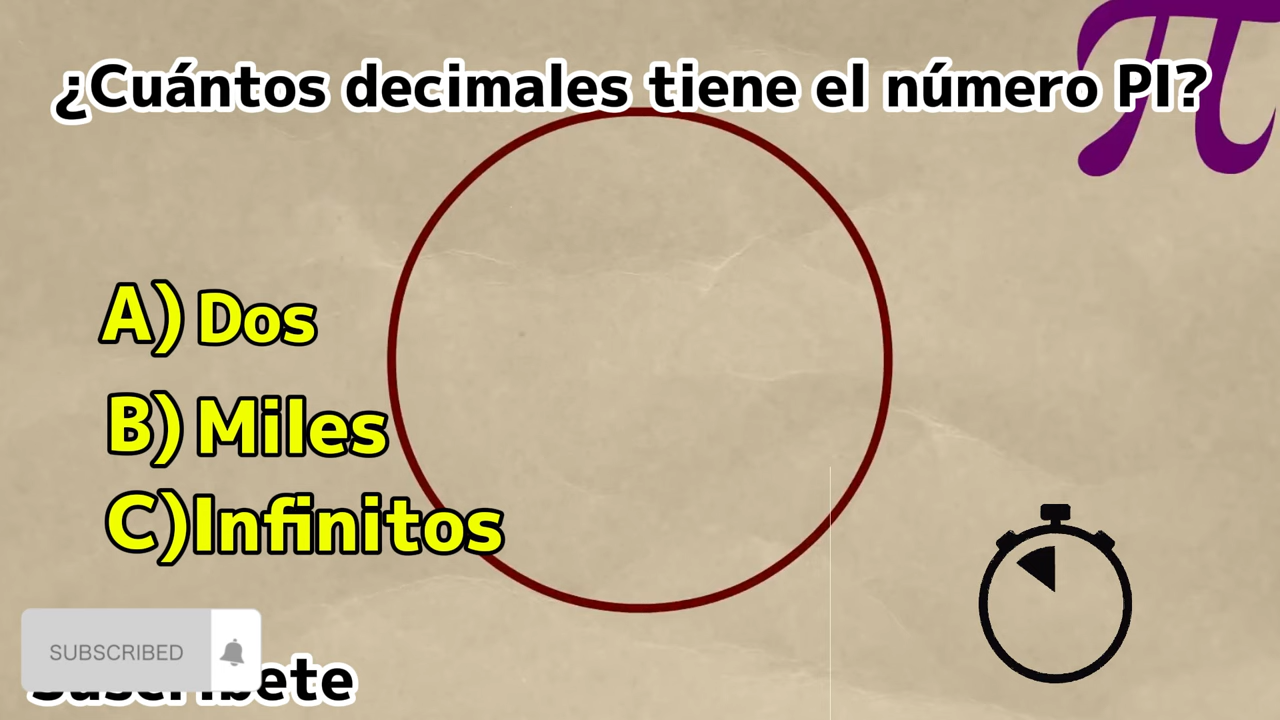 ¿Cuántos decimales tiene el número PI?
A) Dos
B) Miles
C)Infinitos
SUBSCRIBED